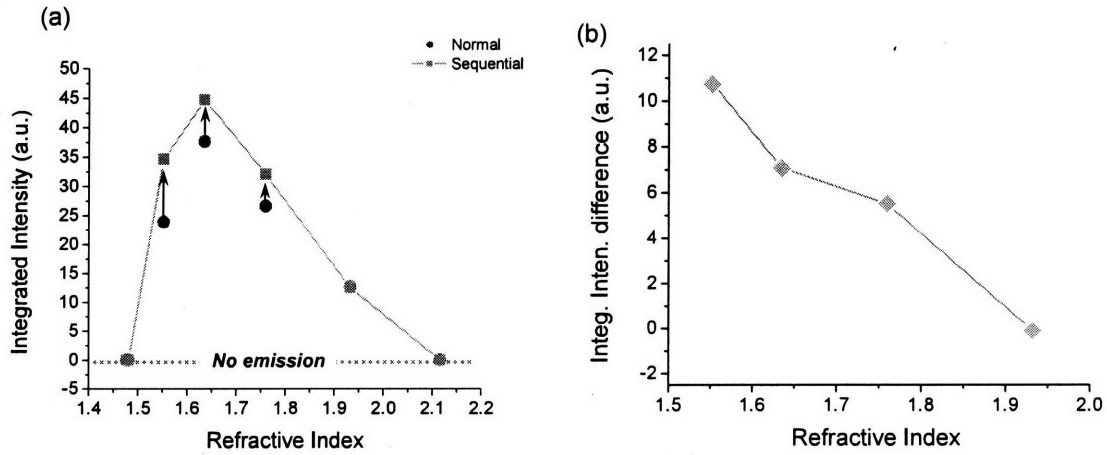 (a)
Normal
Sequential
50
45
40
35
30
25
20
15
10
5
0
-5
Integrated Intensity (a.u.)
No emission
1.4 1.5 1.6 1.7 1.8 1.9 2.0 2.1 2.2
Refractive Index
(b)
12
10
8
6
4
2
0
-2
Integ. Inten. difference (a.u.)
1.5 1.6 1.7 1.8 1.9 2.0
Refractive Index